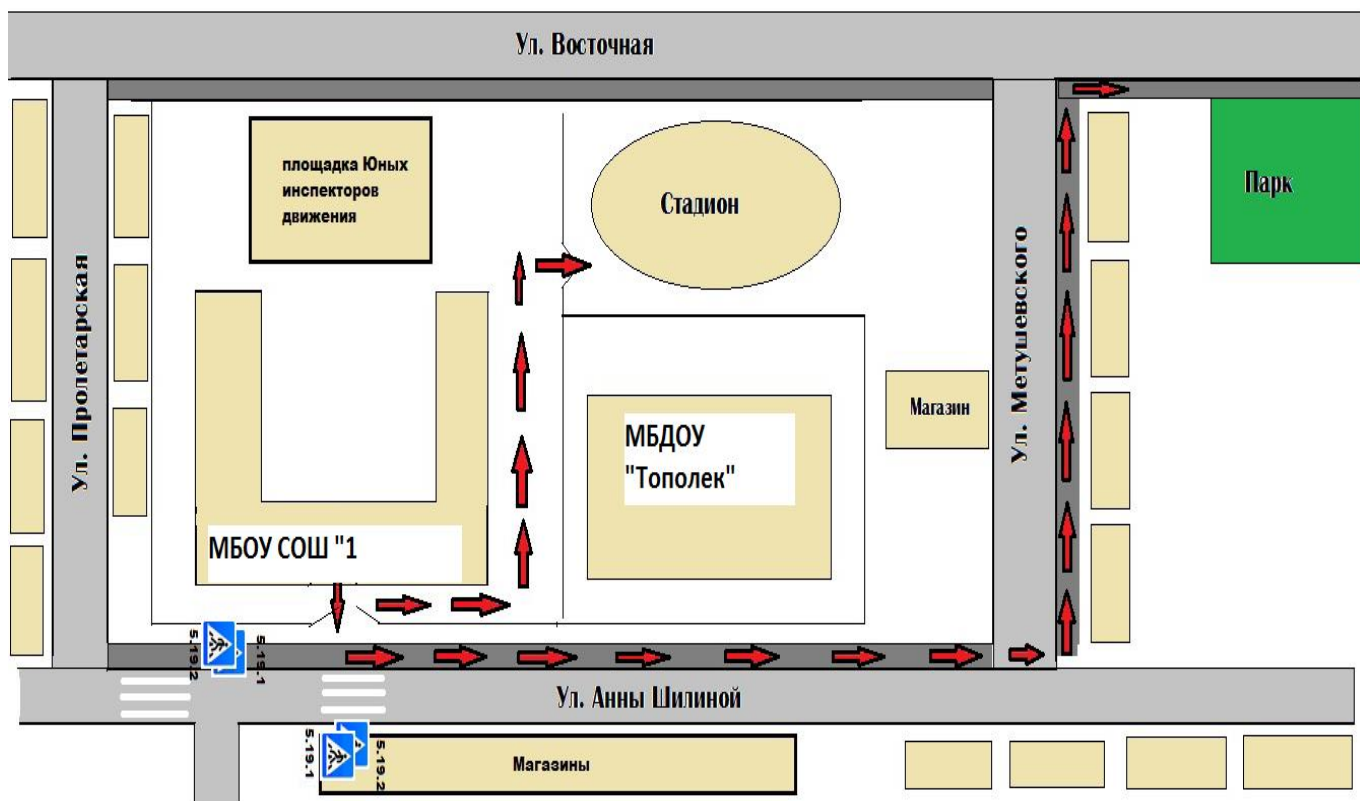 Ул. Восточная
площадка Юных
инспекторов
движения
Стадион
Парк
Ул. Пролетарская
Ул. Метушевского
Магазин
МБДОУ
"Тополек"
МБОУ СОШ "1
5.19.2
5.19.1
Ул. Анны Шилиной
5.19.1
5.19.2
Магазины